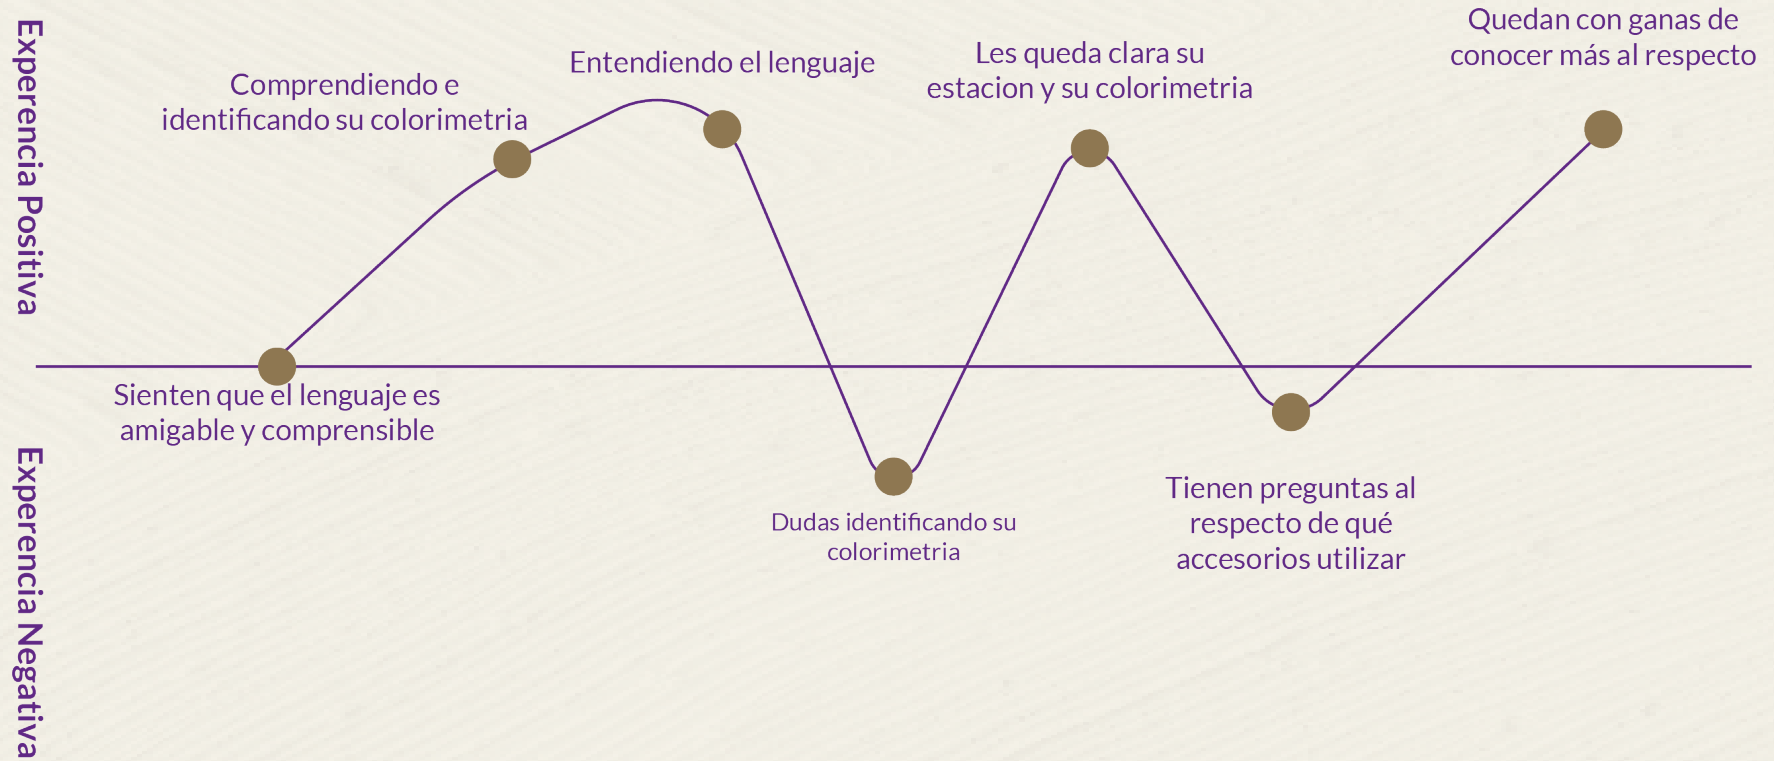 Experencia Positiva
Comprendiendo e
identificando su colorimetria
Entendiendo el lenguaje
Les queda clara su
estacion y su colorimetria
Quedan con ganas de
conocer más al respecto
Sienten que el lenguaje es
amigable y comprensible
Experencia Negativa
Dudas identificando su
colorimetria
Tienen preguntas al
respecto de qué
accesorios utilizar